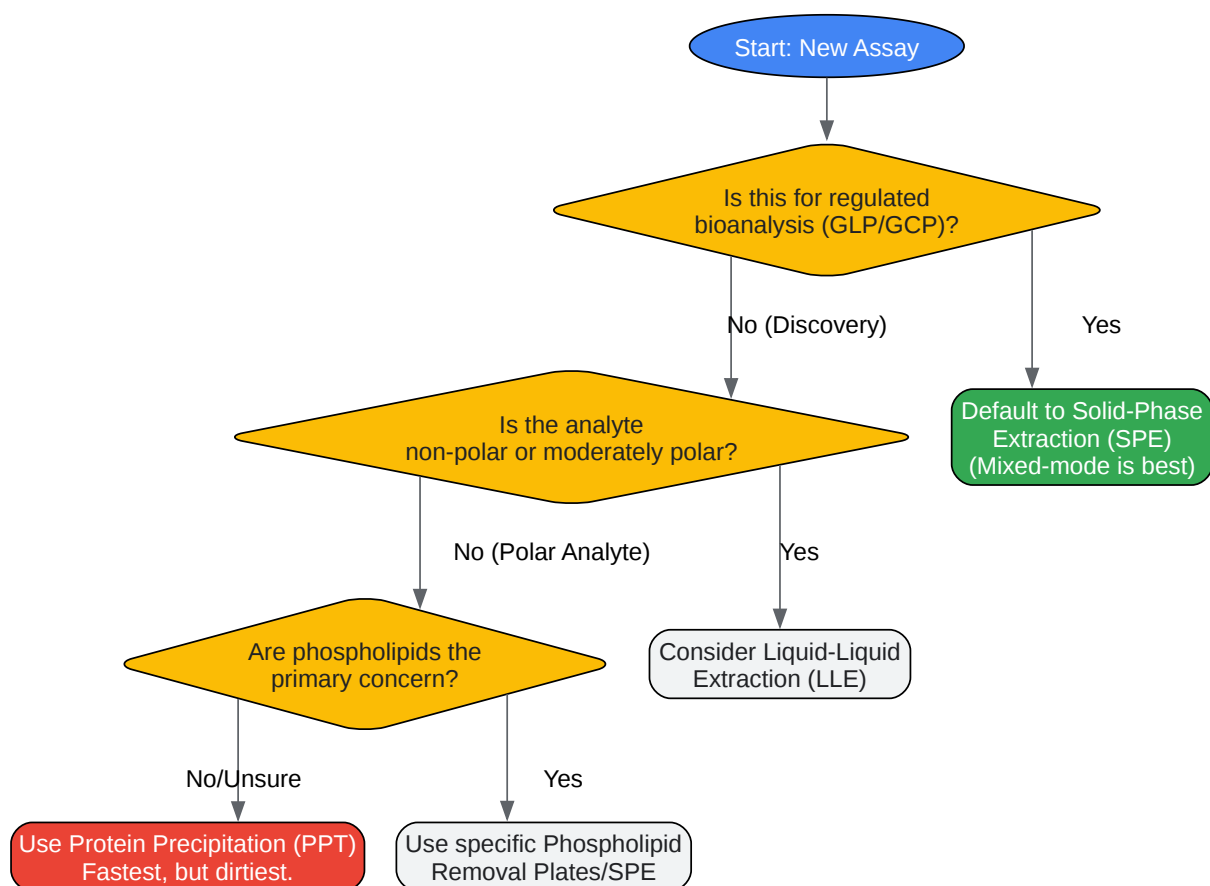 Start: New Assay
Is this for regulated
bioanalysis (GLP/GCP)?
No (Discovery)
Yes
Is the analyte
non-polar or moderately polar?
Default to Solid-Phase
Extraction (SPE)
(Mixed-mode is best)
No (Polar Analyte)
Yes
Are phospholipids the
primary concern?
Consider Liquid-Liquid
Extraction (LLE)
No/Unsure
Yes
Use Protein Precipitation (PPT)
Fastest, but dirtiest.
Use specific Phospholipid
Removal Plates/SPE